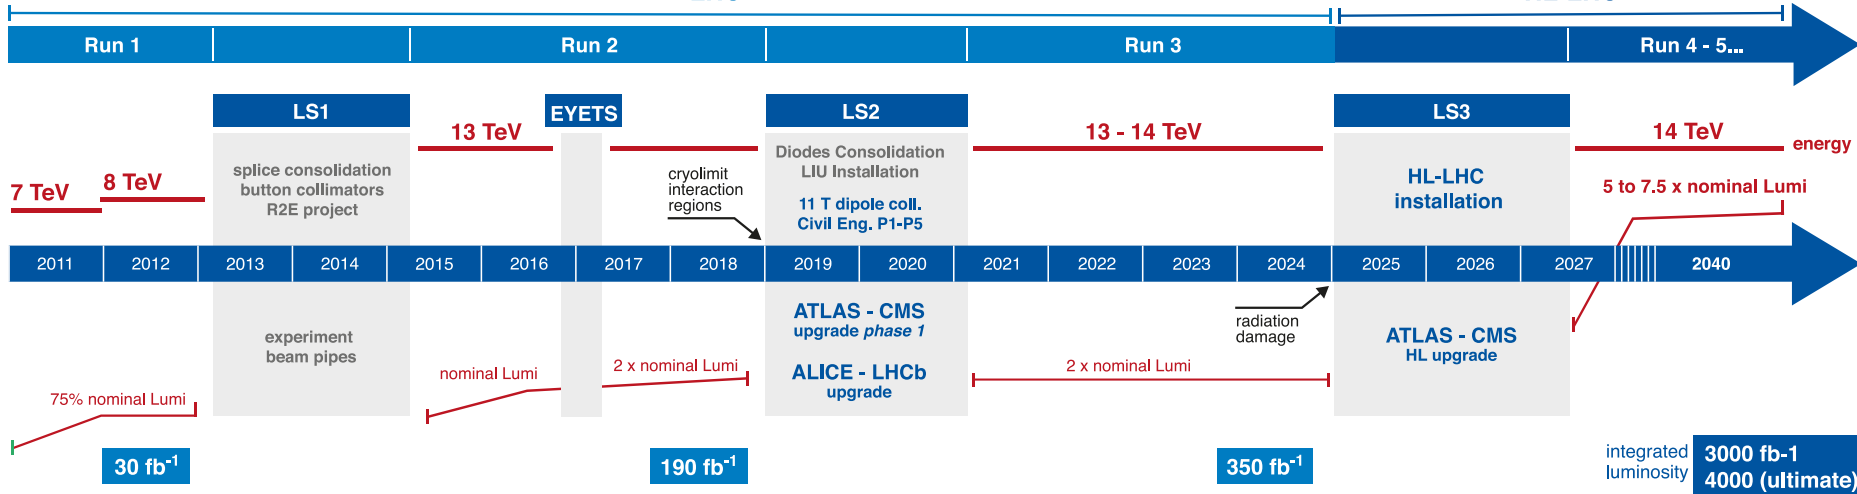 Run 1
Run 2
Run 3
Run 4 - 5...
LS1
EYETS
LS2
LS3
13 TeV
13 - 14 TeV
14 TeV
energy
7 TeV
8 TeV
splice consolidation
button collimators
R2E project
cryolimit
interaction
regions
Diodes Consolidation
LIU Installation
11 T dipole coll.
Civil Eng. P1-P5
HL-LHC
installation
5 to 7.5 x nominal Lumi
2011
2012
2013
2014
2015
2016
2017
2018
2019
2020
2021
2022
2023
2024
2025
2026
2027
2040
experiment
beam pipes
ATLAS - CMS
upgrade phase 1
ALICE - LHCb
upgrade
radiation
damage
ATLAS - CMS
HL upgrade
75% nominal Lumi
nominal Lumi
2 x nominal Lumi
2 x nominal Lumi
30 fb-1
190 fb-1
350 fb-1
integrated
luminosity
3000 fb-1
4000 (ultimate)